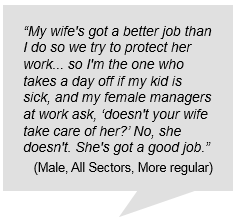 “My wife's got a better job than
I do so we try to protect her
work... so I'm the one who
takes a day off if my kid is
sick, and my female managers
at work ask, ‘doesn't your wife
take care of her?’ No, she
doesn't. She's got a good job.”
(Male, All Sectors, More regular)